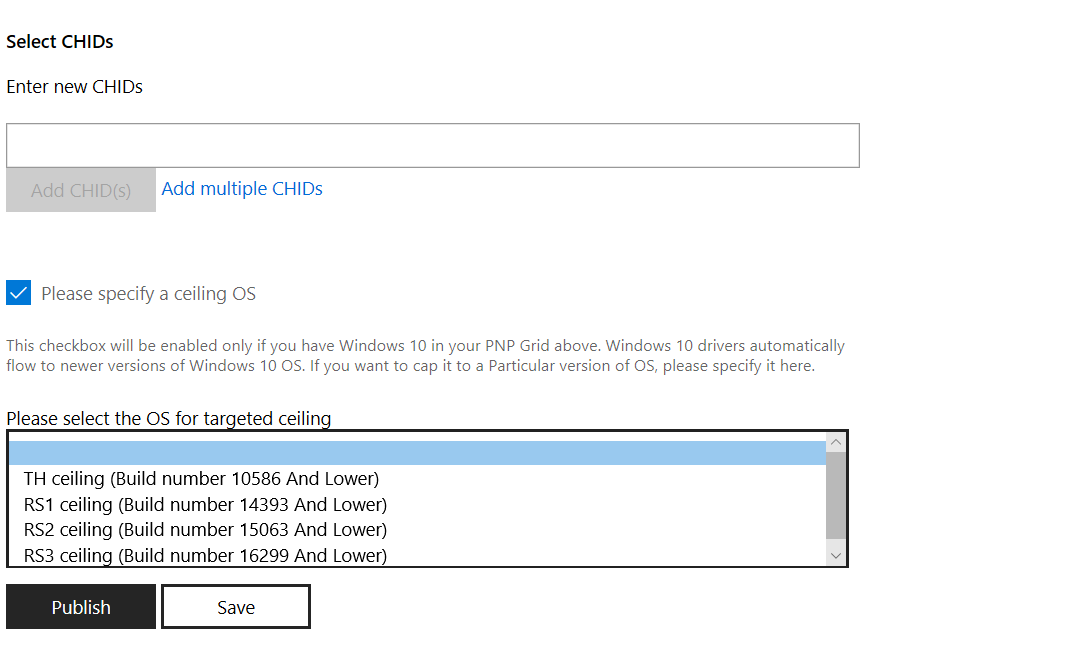 Select CHIDs
Enter new CHIDs
Add CHID(s) Add multiple CHIDs
Please specify a ceiling OS
This checkbox will be enabled only if you have Windows 10 in your PNP Grid above. Windows 10 drivers automatically
flow to newer versions of Windows 10 OS. If you want to cap it to a Particular version of OS, please specify it here.
Please select the OS for targeted ceiling
TH ceiling (Build number 10586 And Lower)
RS1 ceiling (Build number 14393 And Lower)
RS2 ceiling (Build number 15063 And Lower)
RS3 ceiling (Build number 16299 And Lower)
Publish Save